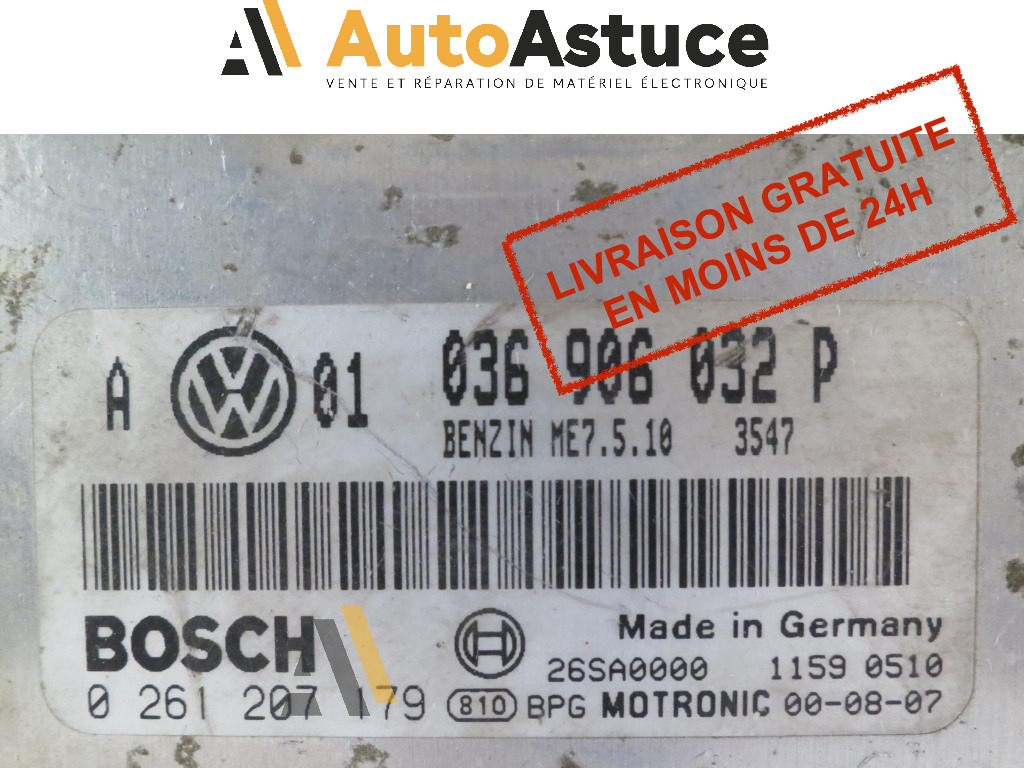 AutoAstuce
VENTE ET RÉPARATION DE MATÉRIEL ÉLECTRONIQUE
LIVRAISON GRATUITE
EN MOINS DE 24H
A 01 036 906 032 P
BENZIN ME7.5.10 3547
BOSCH Made in Germany
26SA0000 1159 0510
0 261 207 179 810 BPG MOTRONIC 00-08-07